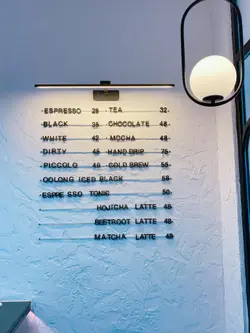 ESPRESSO 28 TEA 32
BLACK 35 CHOCOLATE 48
WHITE 42 MOCHA 48
DIRTY 45 HAND DRIP 75
PICCOLO 40 COLD BREW 55
OOLONG ICED BLACK 58
ESPRESSO TONIC 50
HOJICHA LATTE 48
BEETROOT LATTE 48
MATCHA LATTE 48